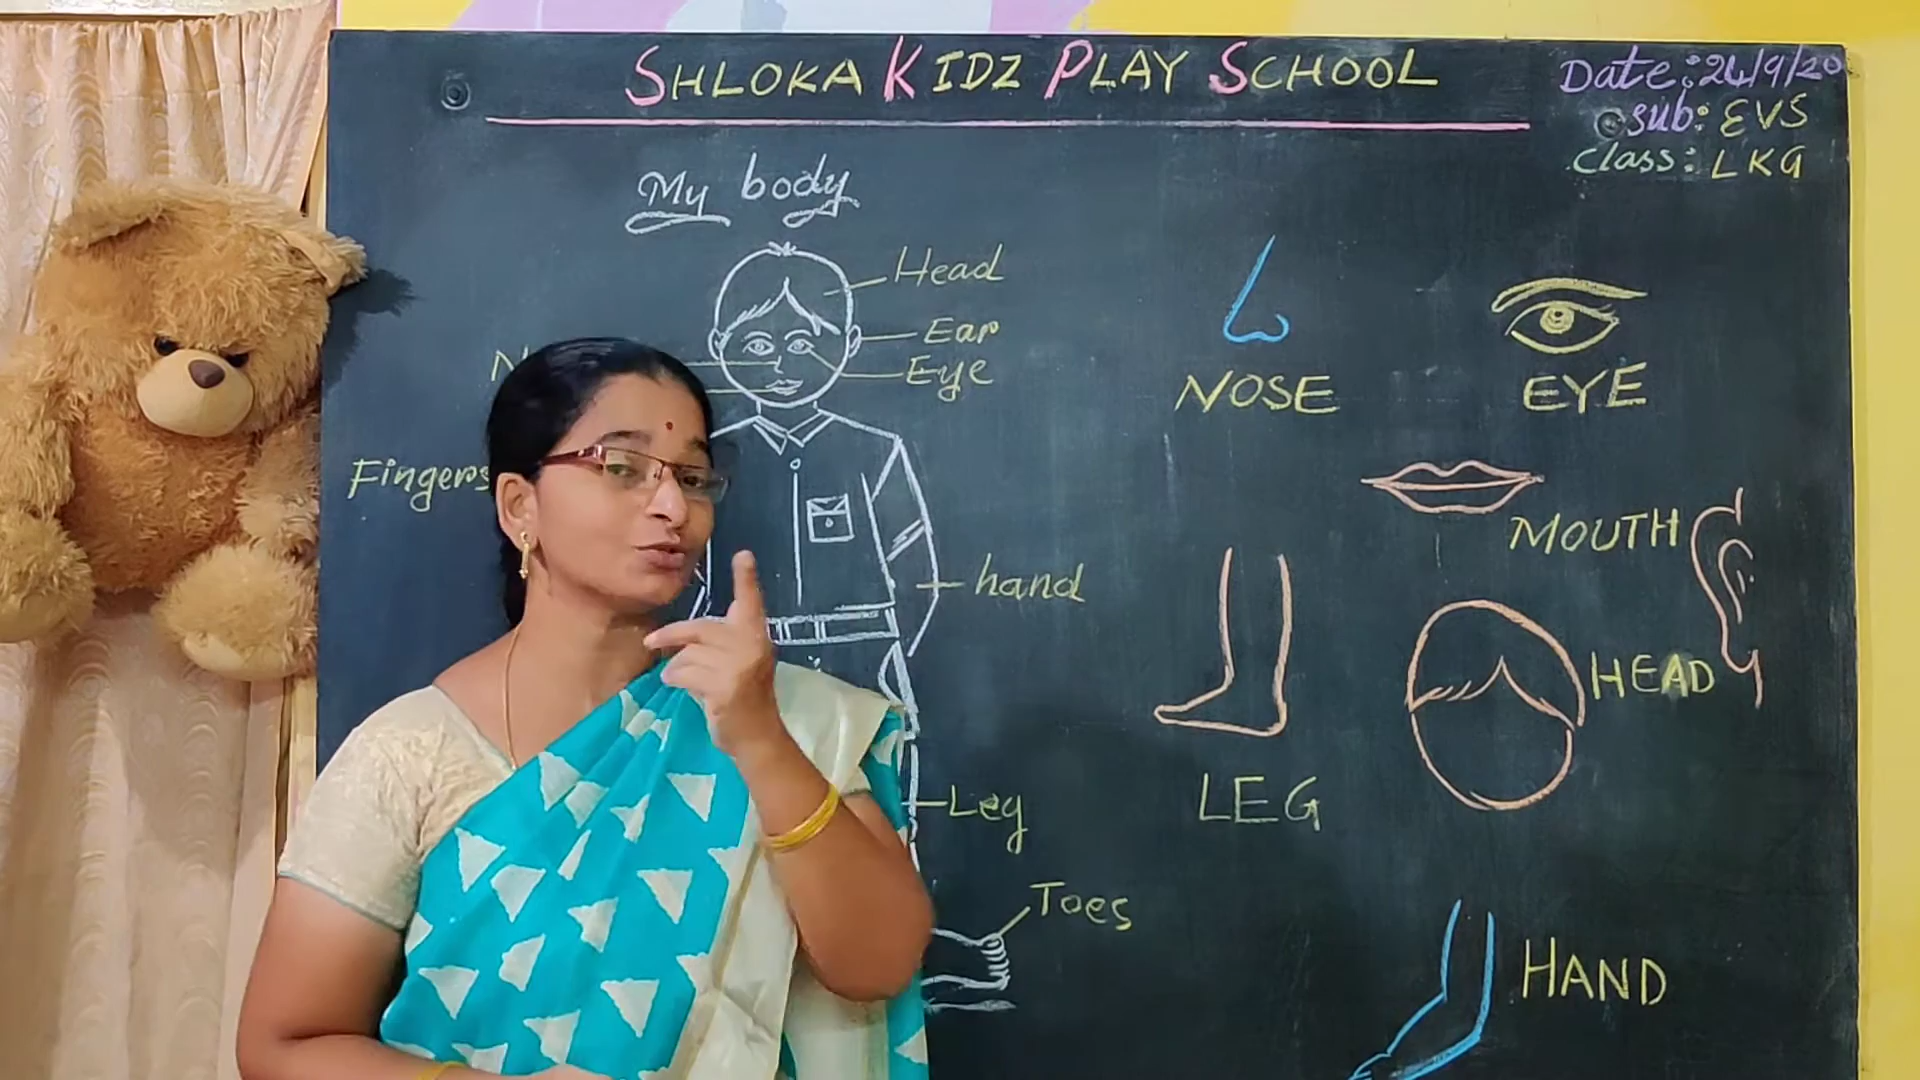 SHLOKA KIDZ PLAY SCHOOL
Date: 24/9/20
sub: EVS
class: LKG
My body
Head
Ear
Eye
Fingers
hand
Leg
Toes
NOSE
EYE
MOUTH
HEAD
LEG
HAND